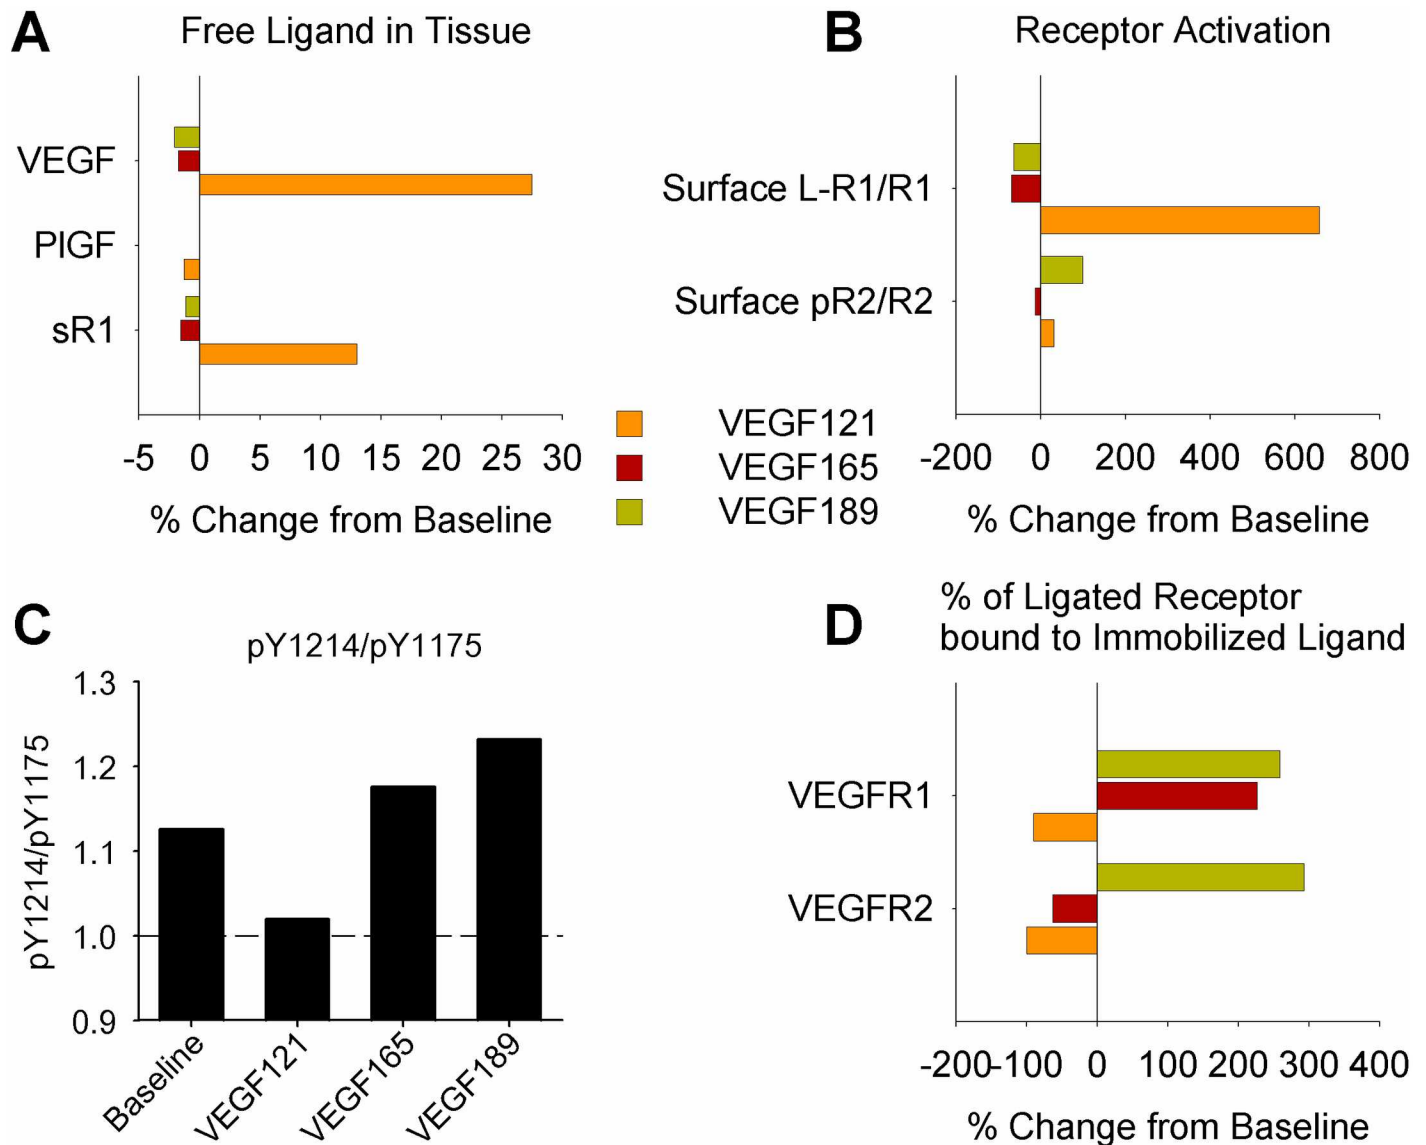 A
Free Ligand in Tissue
VEGF
PlGF
sR1
-5 0 5 10 15 20 25 30
% Change from Baseline
B
Receptor Activation
Surface L-R1/R1
Surface pR2/R2
-200 0 200 400 600 800
% Change from Baseline
VEGF121
VEGF165
VEGF189
C
pY1214/pY1175
pY1214/pY1175
1.3
1.2
1.1
1.0
0.9
Baseline
VEGF121
VEGF165
VEGF189
D
% of Ligated Receptor
bound to Immobilized Ligand
VEGFR1
VEGFR2
-200 -100 0 100 200 300 400
% Change from Baseline